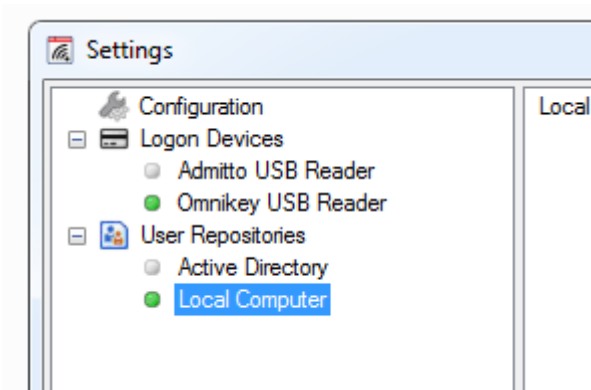 Settings
Configuration
Logon Devices
Admitto USB Reader
Omnikey USB Reader
User Repositories
Active Directory
Local Computer
Local